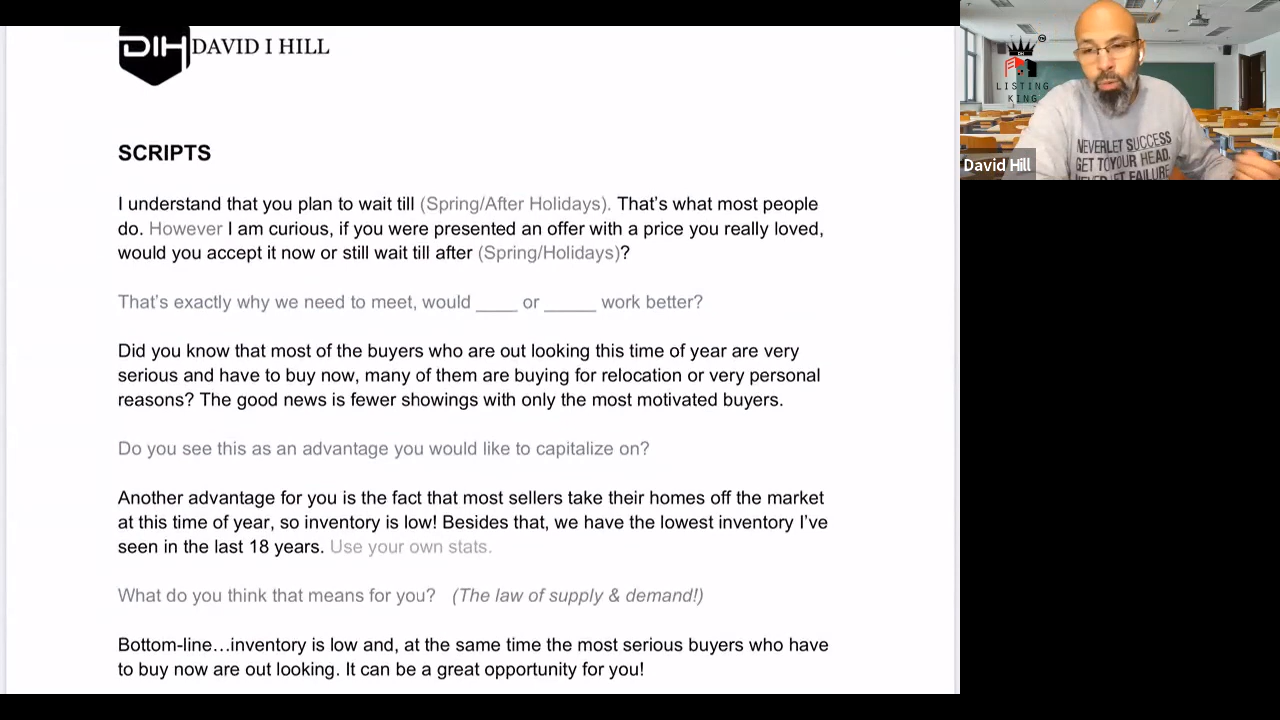 DIH DAVID I HILL
SCRIPTS
I understand that you plan to wait till (Spring/After Holidays). That's what most people
do. However I am curious, if you were presented an offer with a price you really loved,
would you accept it now or still wait till after (Spring/Holidays)?
That's exactly why we need to meet, would ____ or _____ work better?
Did you know that most of the buyers who are out looking this time of year are very
serious and have to buy now, many of them are buying for relocation or very personal
reasons? The good news is fewer showings with only the most motivated buyers.
Do you see this as an advantage you would like to capitalize on?
Another advantage for you is the fact that most sellers take their homes off the market
at this time of year, so inventory is low! Besides that, we have the lowest inventory I've
seen in the last 18 years. Use your own stats.
What do you think that means for you? (The law of supply & demand!)
Bottom-line…inventory is low and, at the same time the most serious buyers who have
to buy now are out looking. It can be a great opportunity for you!
LISTING
KING
NEVER LET SUCCESS
GET TO YOUR HEAD.
NEVER LET FAILURE
David Hill